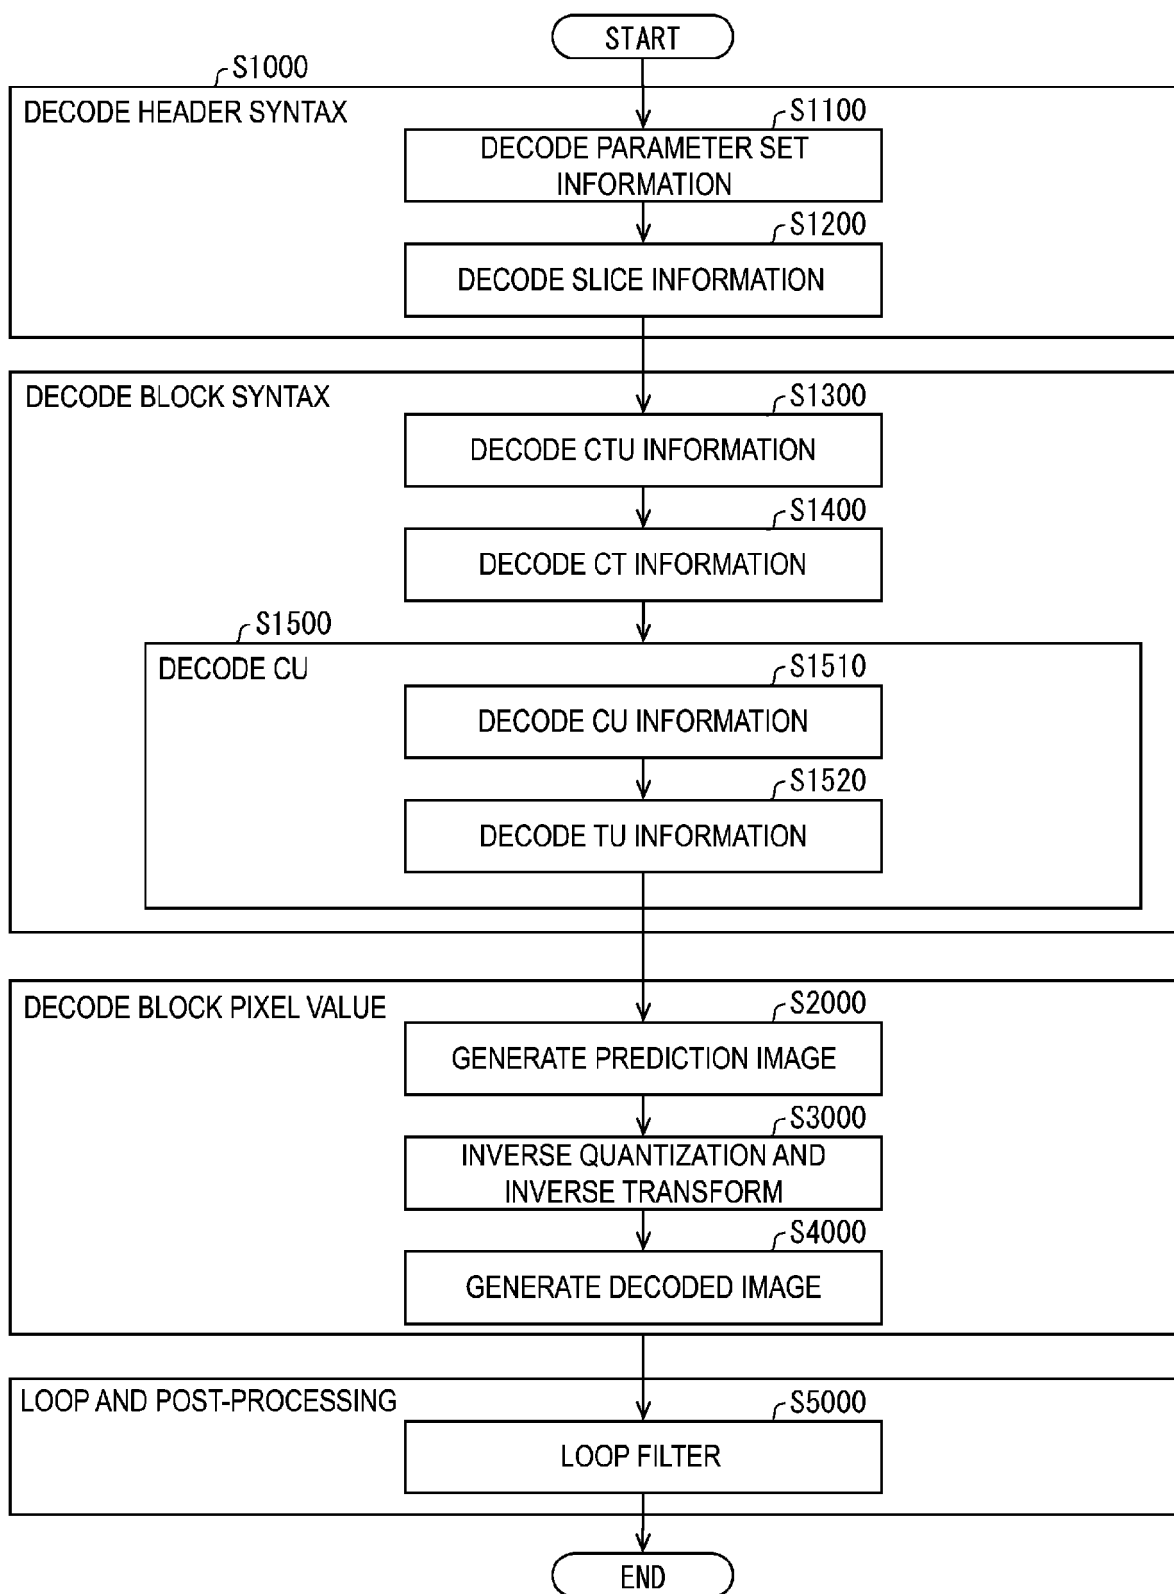 START
S1000
DECODE HEADER SYNTAX
S1100
DECODE PARAMETER SET
INFORMATION
S1200
DECODE SLICE INFORMATION
DECODE BLOCK SYNTAX
S1300
DECODE CTU INFORMATION
S1400
DECODE CT INFORMATION
S1500
DECODE CU
S1510
DECODE CU INFORMATION
S1520
DECODE TU INFORMATION
DECODE BLOCK PIXEL VALUE
S2000
GENERATE PREDICTION IMAGE
S3000
INVERSE QUANTIZATION AND
INVERSE TRANSFORM
S4000
GENERATE DECODED IMAGE
LOOP AND POST-PROCESSING
S5000
LOOP FILTER
END